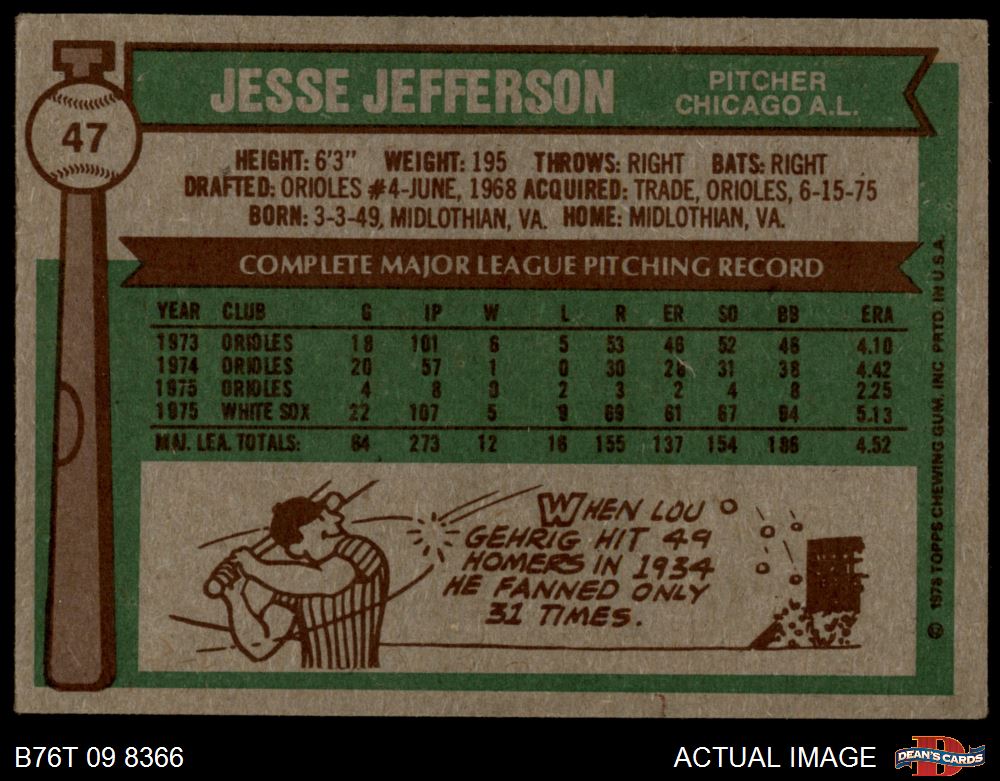 JESSE JEFFERSON
PITCHER
CHICAGO A.L.
47
HEIGHT: 6'3" WEIGHT: 195 THROWS: RIGHT BATS: RIGHT
DRAFTED: ORIOLES #4-JUNE, 1968 ACQUIRED: TRADE, ORIOLES, 6-15-75
BORN: 3-3-49, MIDLOTHIAN, VA. HOME: MIDLOTHIAN, VA.
COMPLETE MAJOR LEAGUE PITCHING RECORD
YEAR CLUB G IP W L R ER SO BB ERA
1973 ORIOLES 18 101 6 5 53 46 52 46 4.10
1974 ORIOLES 20 57 1 0 30 28 31 38 4.42
1975 ORIOLES 4 8 0 2 3 2 4 8 2.25
1975 WHITE SOX 22 107 5 9 69 61 67 94 5.13
MAJ. LEA. TOTALS: 64 273 12 16 155 137 154 186 4.52
WHEN LOU
GEHRIG HIT 49
HOMERS IN 1934
HE FANNED ONLY
31 TIMES.
© 1976 TOPPS CHEWING GUM, INC. PRTD. IN U.S.A.
B76T 09 8366
ACTUAL IMAGE
D
DEAN'S CARDS